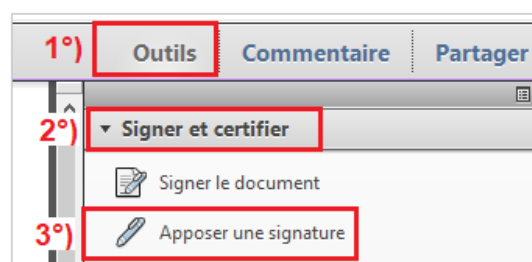 1°) Outils Commentaire Partager
2°) Signer et certifier
Signer le document
3°) Apposer une signature